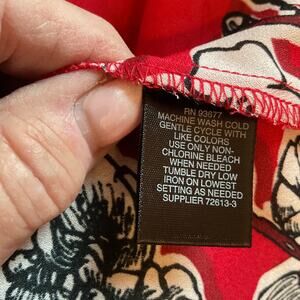 RN 93677
MACHINE WASH COLD
GENTLE CYCLE WITH
LIKE COLORS
USE ONLY NON-
CHLORINE BLEACH
WHEN NEEDED
TUMBLE DRY LOW
IRON ON LOWEST
SETTING AS NEEDED
SUPPLIER 72613-3